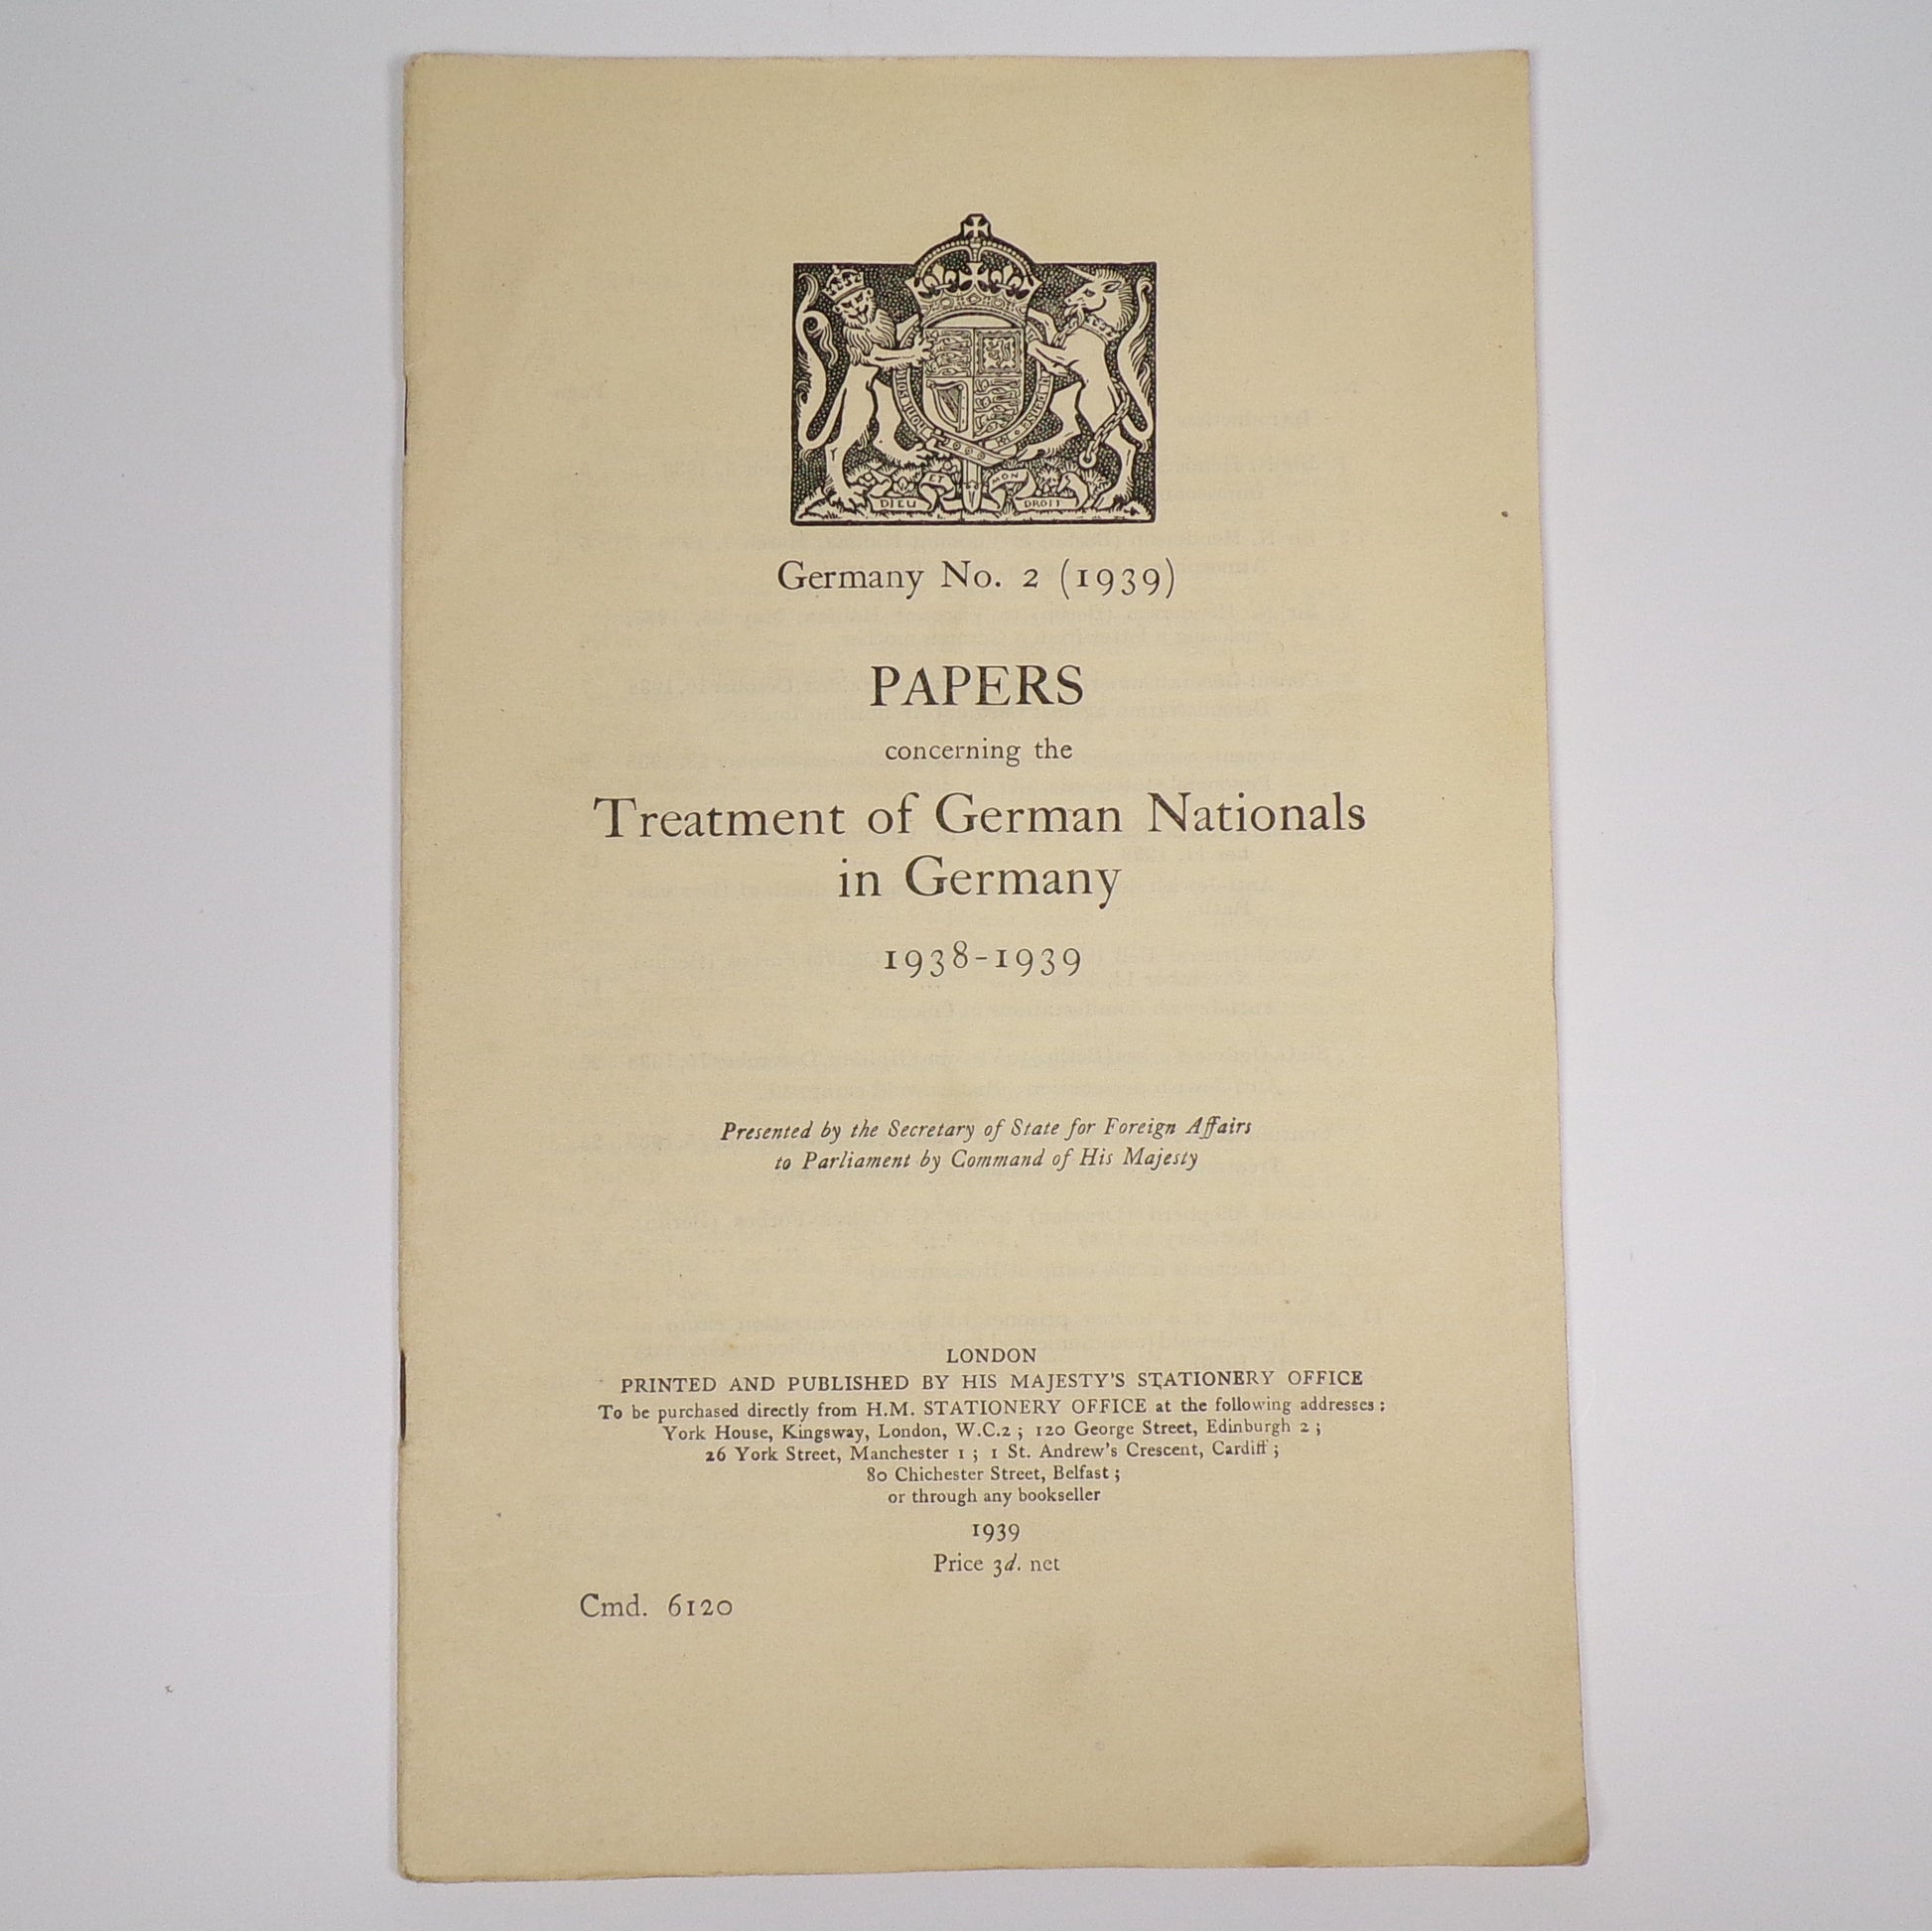 DIEU ET MON DROIT
Germany No. 2 (1939)
PAPERS
concerning the
Treatment of German Nationals
in Germany
1938-1939
Presented by the Secretary of State for Foreign Affairs
to Parliament by Command of His Majesty
LONDON
PRINTED AND PUBLISHED BY HIS MAJESTY'S STATIONERY OFFICE
To be purchased directly from H.M. STATIONERY OFFICE at the following addresses:
York House, Kingsway, London, W.C.2; 120 George Street, Edinburgh 2;
26 York Street, Manchester 1; 1 St. Andrew's Crescent, Cardiff;
80 Chichester Street, Belfast;
or through any bookseller
1939
Price 3d. net
Cmd. 6120